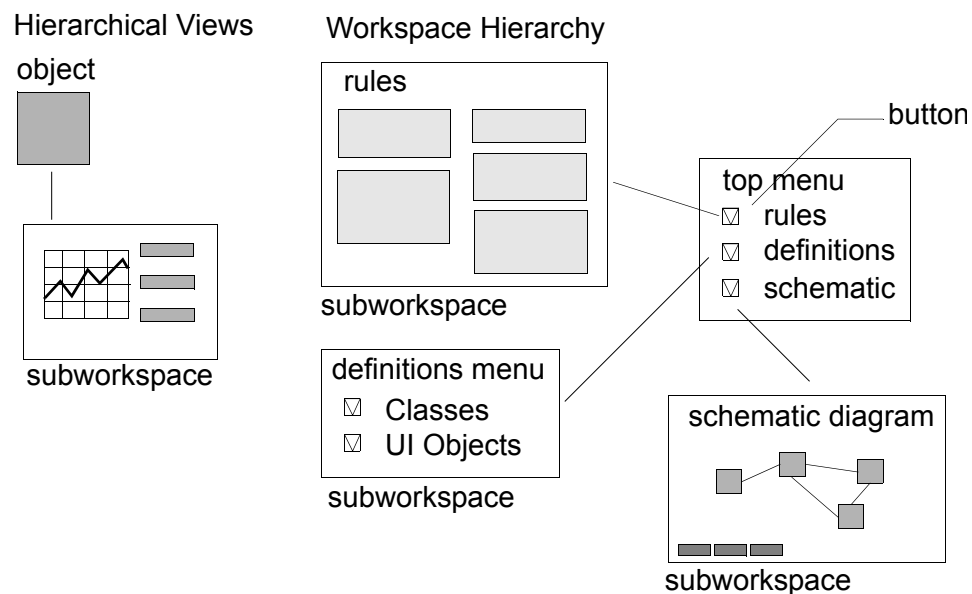 Hierarchical Views
object
subworkspace
Workspace Hierarchy
rules
subworkspace
definitions menu
Classes
UI Objects
subworkspace
button
top menu
rules
definitions
schematic
schematic diagram
subworkspace